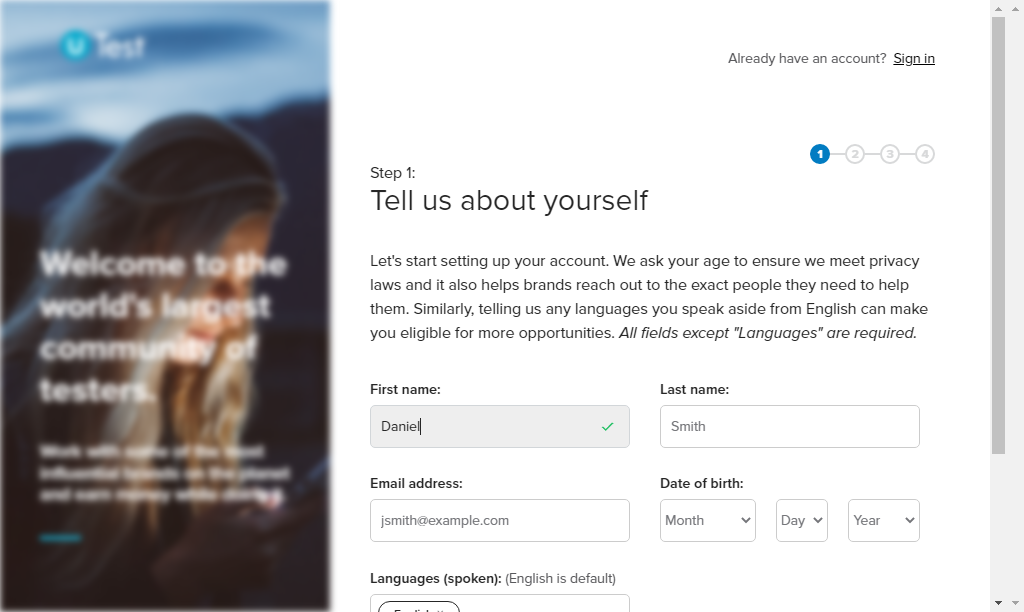 uTest
Already have an account? Sign in
1 2 3 4
Step 1:
Tell us about yourself
Let's start setting up your account. We ask your age to ensure we meet privacy
laws and it also helps brands reach out to the exact people they need to help
them. Similarly, telling us any languages you speak aside from English can make
you eligible for more opportunities. All fields except "Languages" are required.
Welcome to the
world's largest
community of
testers.
Work with some of the most
influential brands on the planet
and earn money while
First name:
Last name:
Daniel
Smith
Email address:
Date of birth:
jsmith@example.com
Month
Day
Year
Languages (spoken): (English is default)